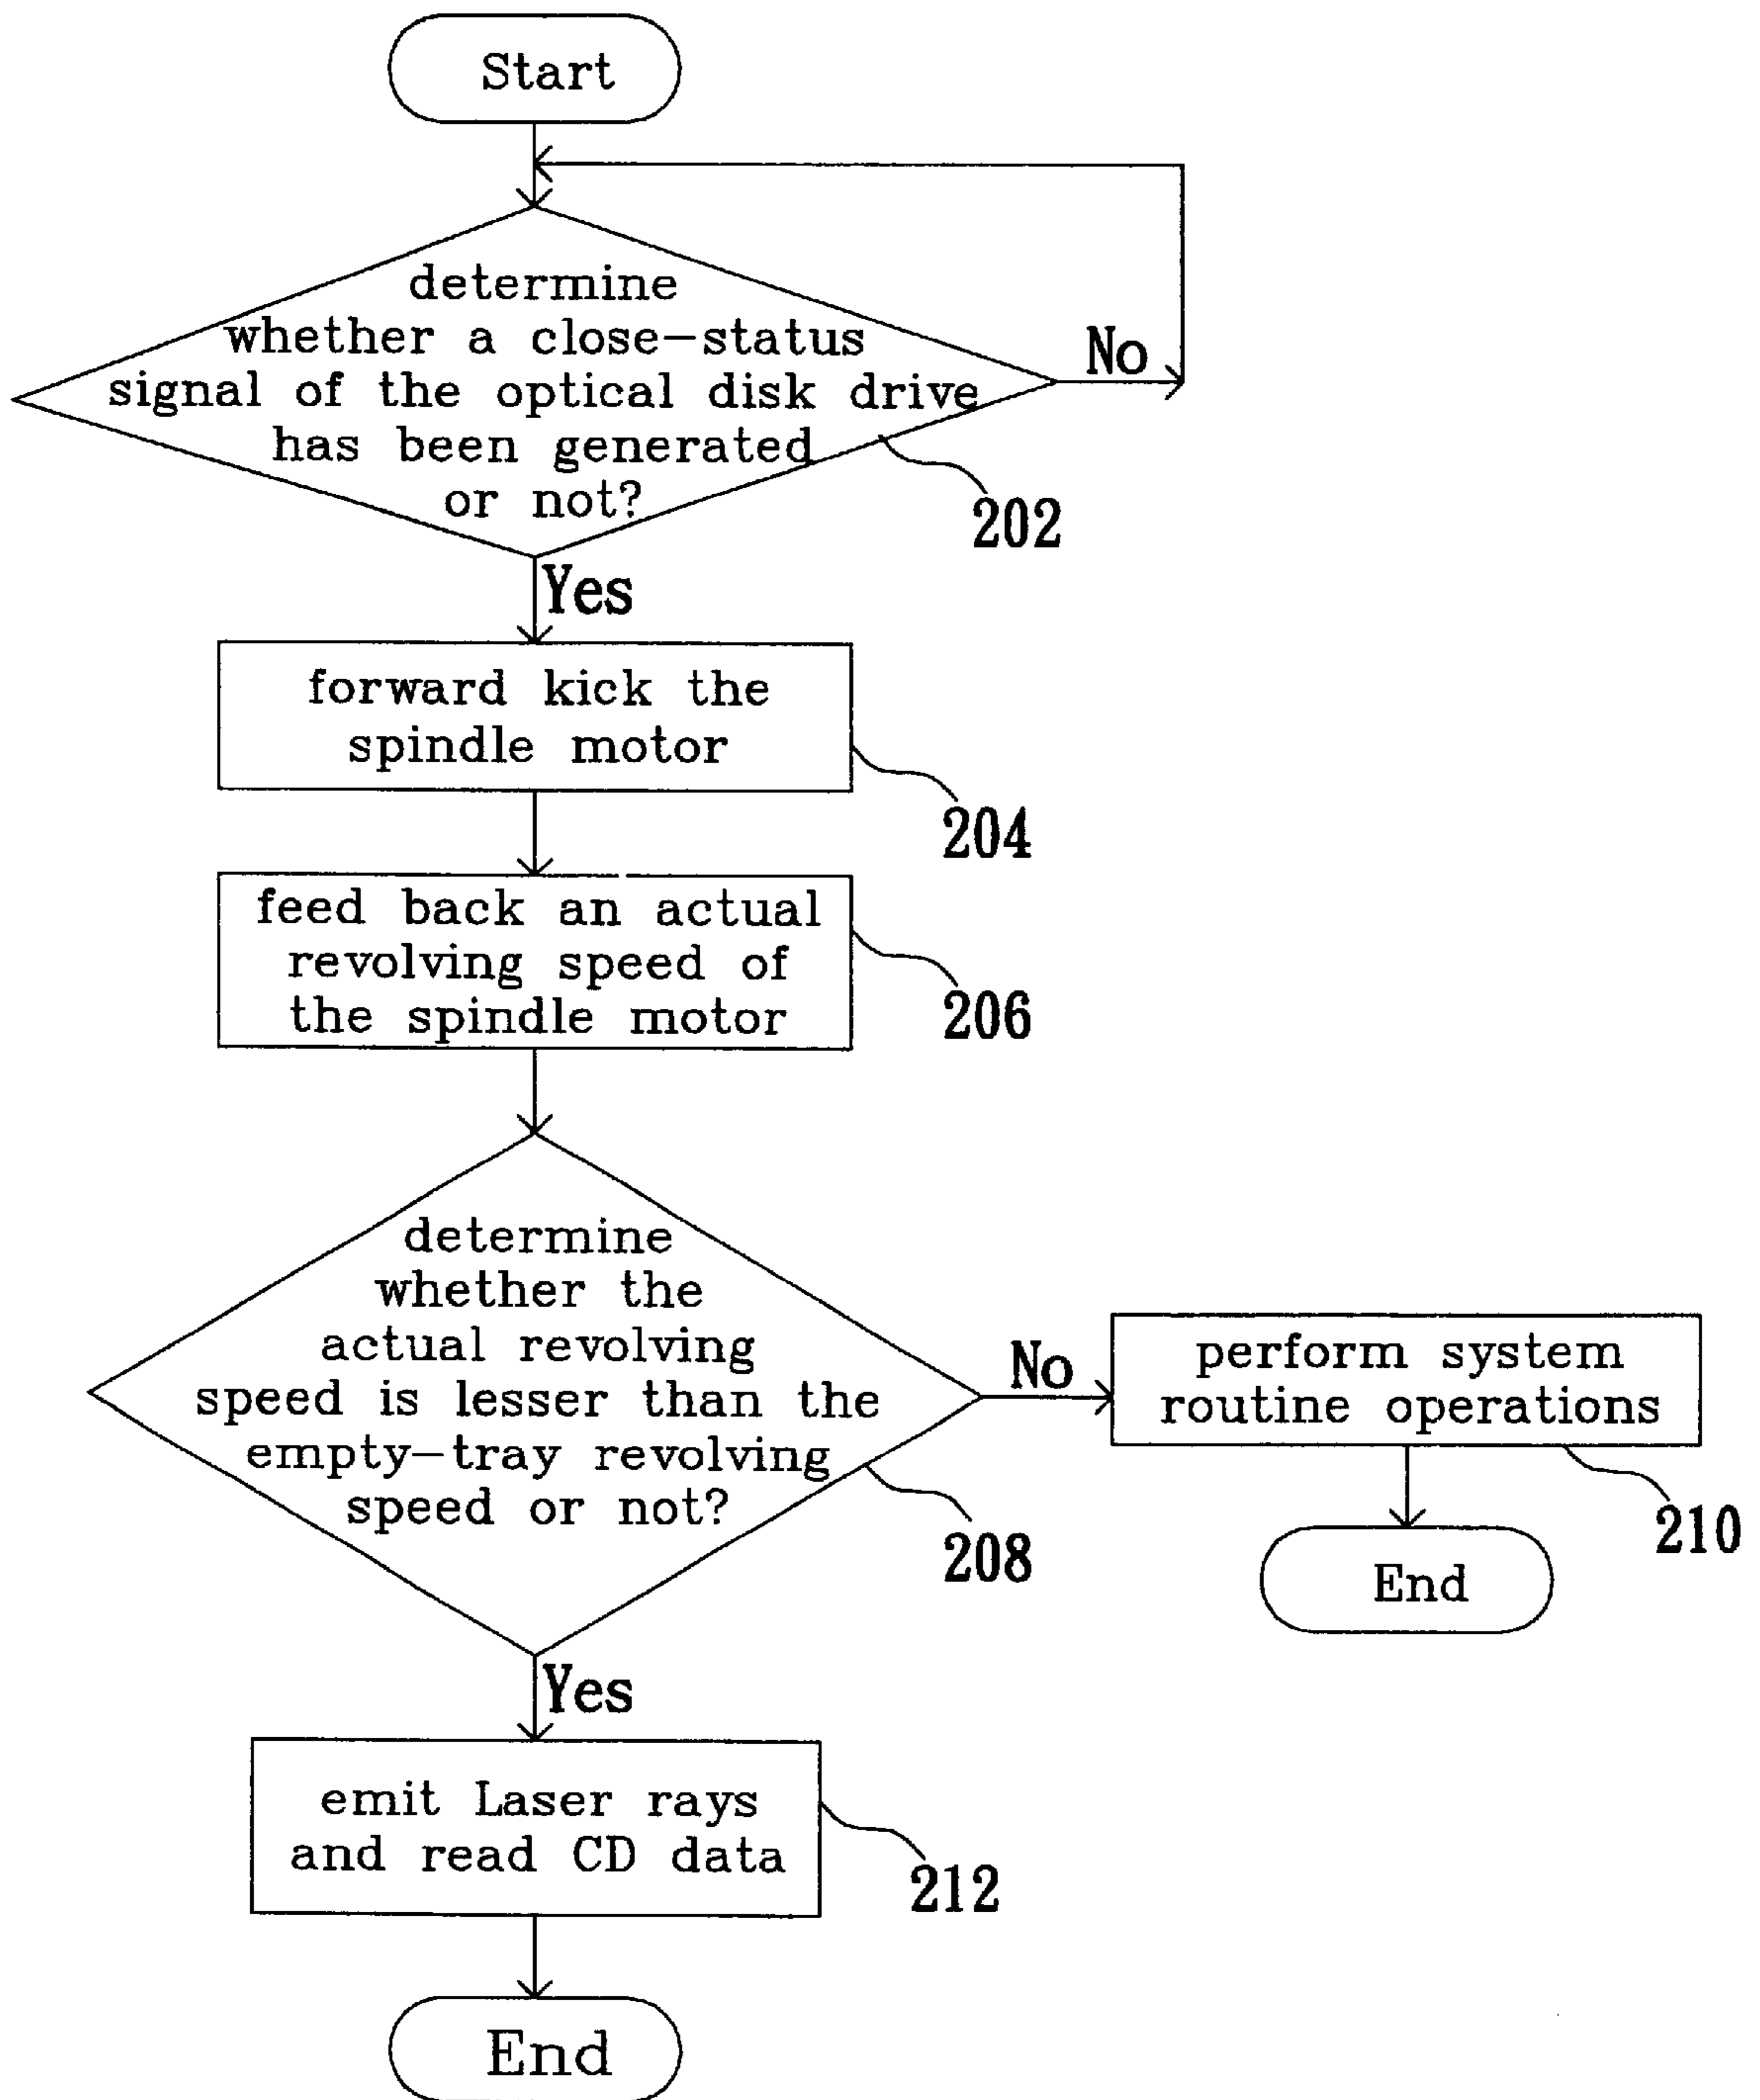 Start
determine
whether a close-status
signal of the optical disk drive
has been generated
or not?
No
202
Yes
forward kick the
spindle motor
204
feed back an actual
revolving speed of
the spindle motor
206
determine
whether the
actual revolving
speed is lesser than the
empty-tray revolving
speed or not?
208
No
perform system
routine operations
210
End
Yes
emit Laser rays
and read CD data
212
End